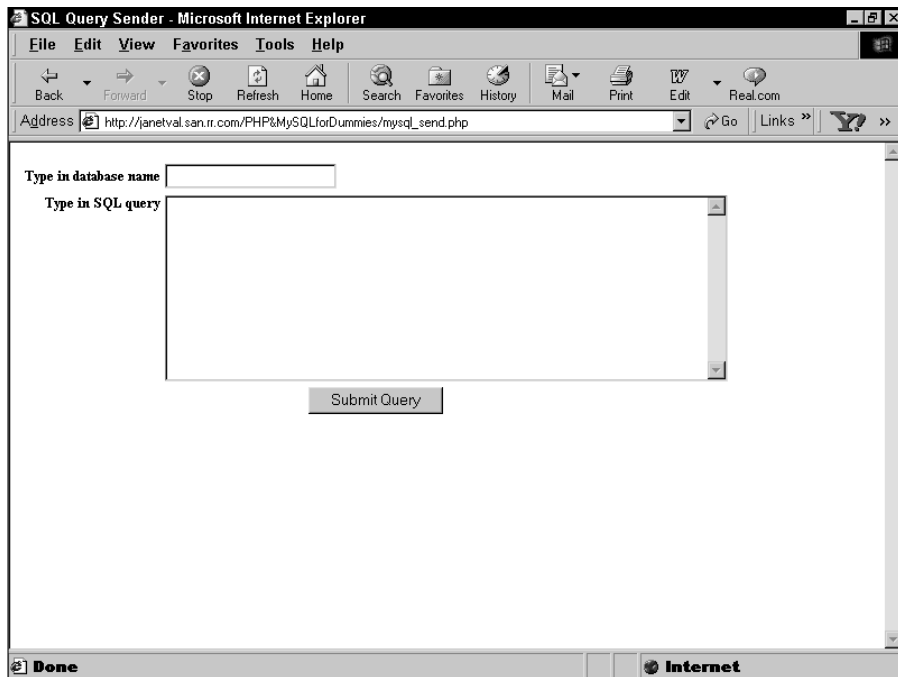 SQL Query Sender - Microsoft Internet Explorer
File Edit View Favorites Tools Help
Back Forward Stop Refresh Home Search Favorites History Mail Print Edit Real.com
Address http://janetval.san.rr.com/PHP&MySQLforDummies/mysql_send.php Go Links » Y? »
Type in database name
Type in SQL query
Submit Query
Done Internet